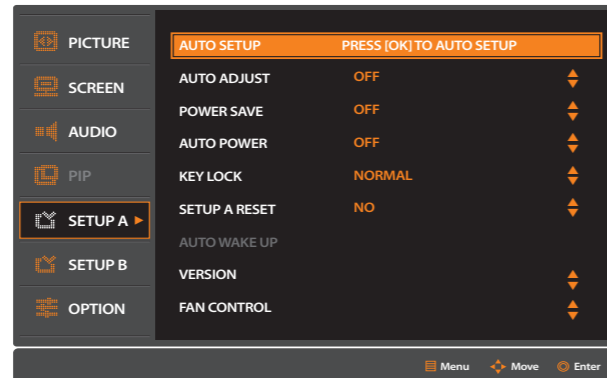 PICTURE
SCREEN
AUDIO
PIP
SETUP A
SETUP B
OPTION
AUTO SETUP PRESS [OK] TO AUTO SETUP
AUTO ADJUST OFF
POWER SAVE OFF
AUTO POWER OFF
KEY LOCK NORMAL
SETUP A RESET NO
AUTO WAKE UP
VERSION
FAN CONTROL
Menu Move Enter